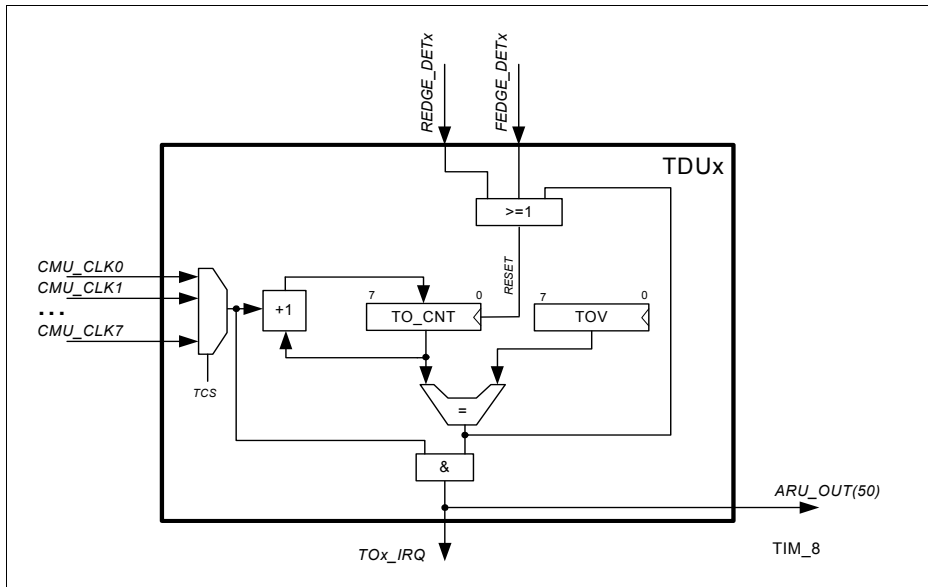 REDGE_DETx
FEDGE_DETx
TDUx
>=1
CMU_CLK0
CMU_CLK1
...
CMU_CLK7
TCS
+1
7
0
TO_CNT
RESET
7
0
TOV
=
&
ARU_OUT(50)
TOx_IRQ
TIM_8